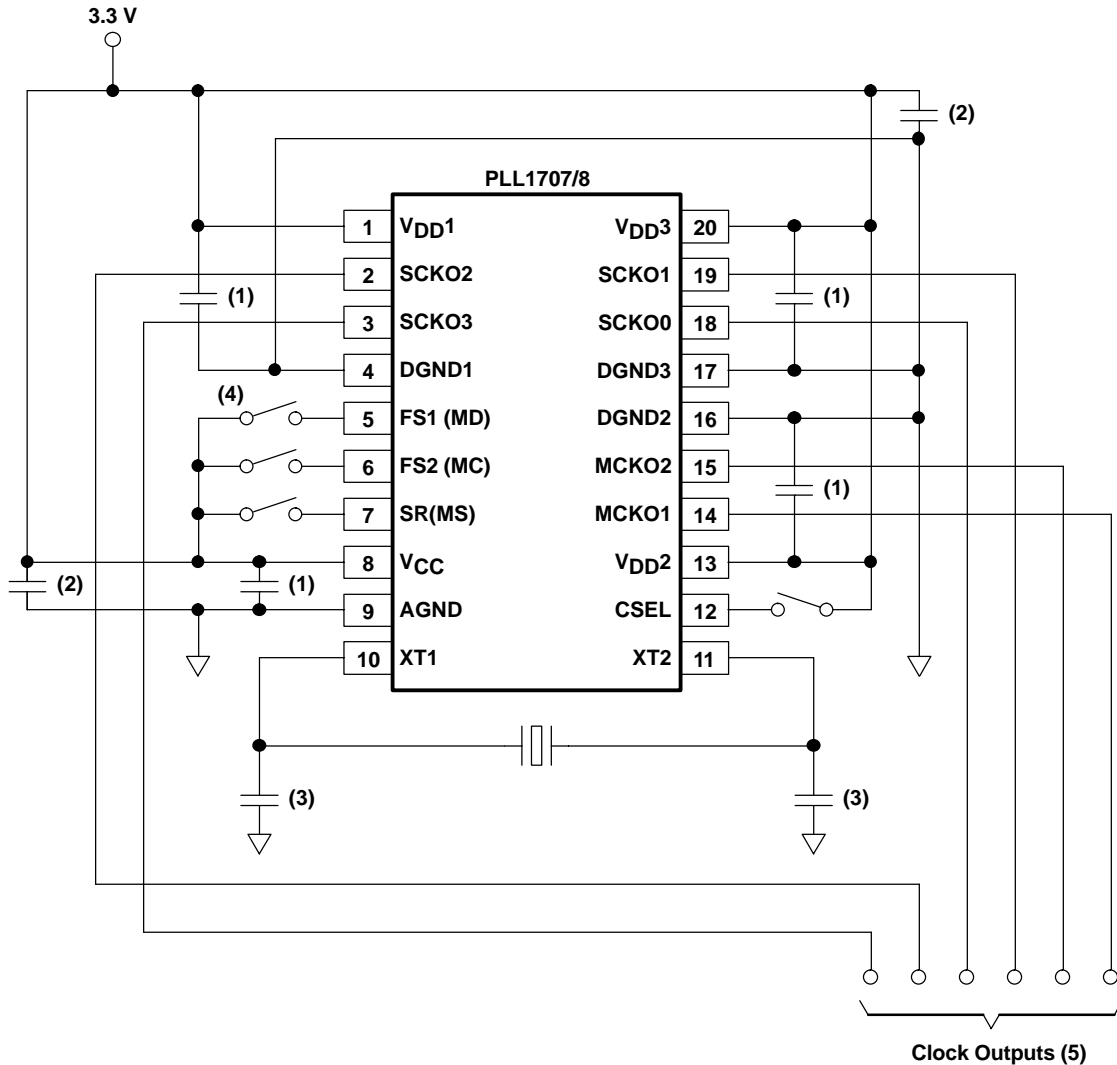 3.3 V
(2)
PLL1707/8
1 VDD1 VDD3 20
2 SCKO2 SCKO1 19
(1) (1)
3 SCKO3 SCKO0 18
4 DGND1 DGND3 17
(4)
5 FS1 (MD) DGND2 16
6 FS2 (MC) MCKO2 15
(1)
7 SR(MS) MCKO1 14
8 VCC VDD2 13
(2) (1)
9 AGND CSEL 12
10 XT1 XT2 11
(3) (3)
Clock Outputs (5)